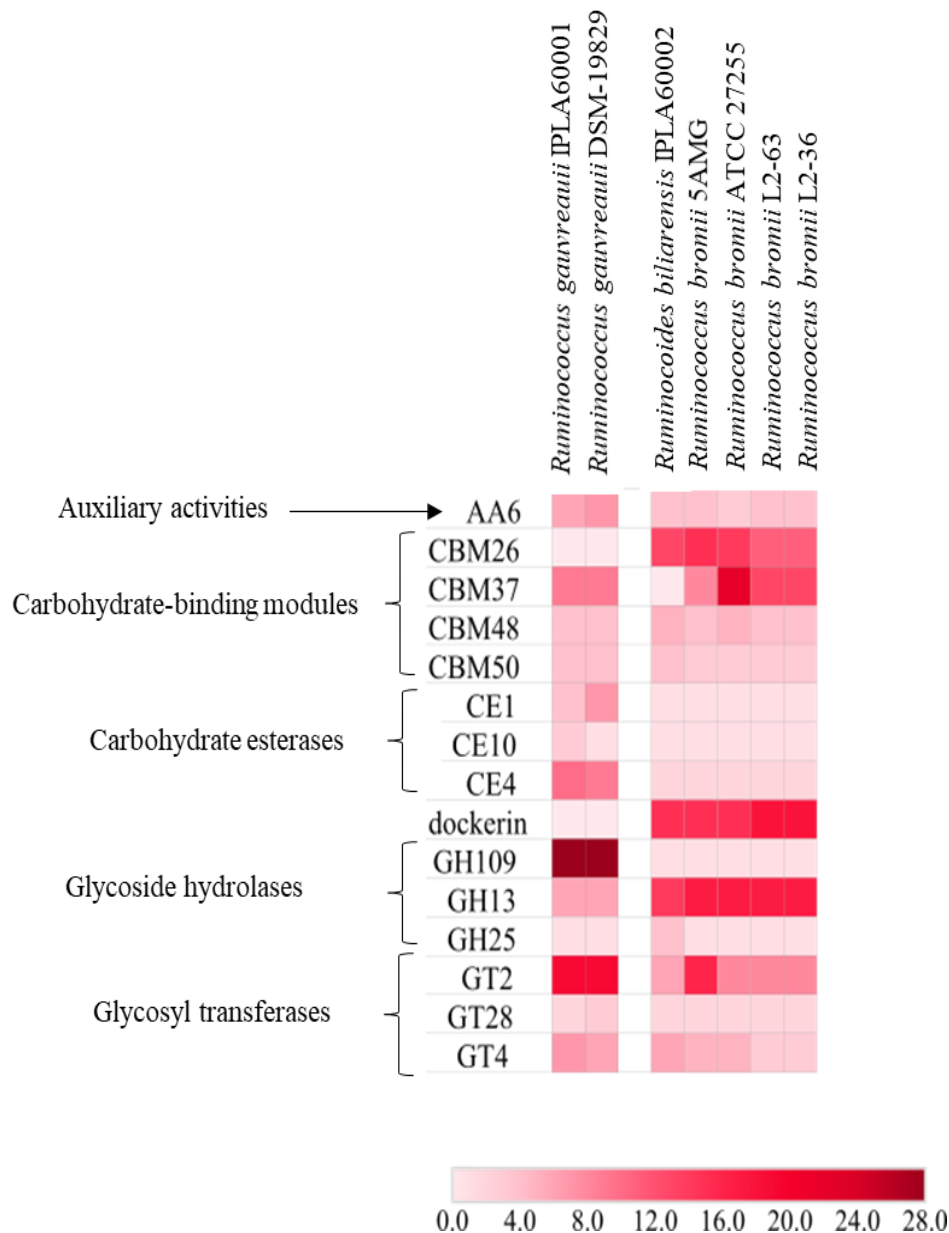 Ruminococcus gauvreauii IPLA60001
Ruminococcus gauvreauii DSM-19829
Ruminocoides biliarensis IPLA60002
Ruminococcus bromii 5AMG
Ruminococcus bromii ATCC 27255
Ruminococcus bromii L2-63
Ruminococcus bromii L2-36
Auxiliary activities
AA6
CBM26
CBM37
Carbohydrate-binding modules
CBM48
CBM50
CE1
Carbohydrate esterases
CE10
CE4
dockerin
GH109
Glycoside hydrolases
GH13
GH25
GT2
Glycosyl transferases
GT28
GT4
0.0 4.0 8.0 12.0 16.0 20.0 24.0 28.0